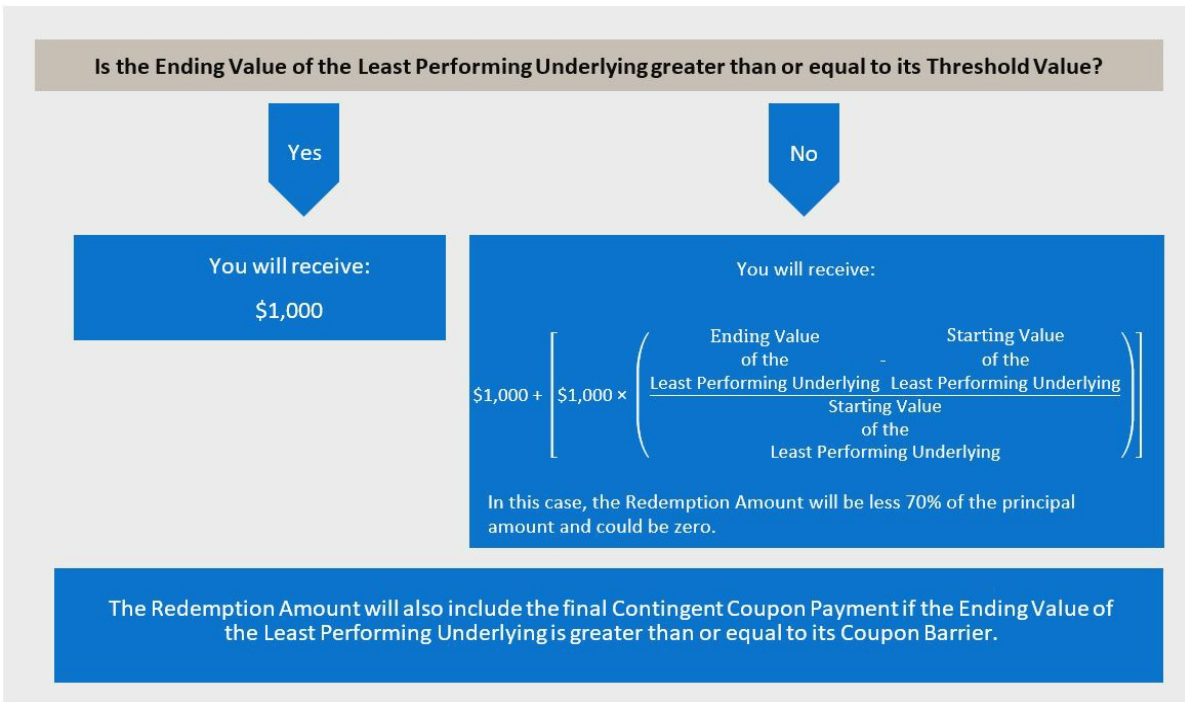 Is the Ending Value of the Least Performing Underlying greater than or equal to its Threshold Value?
Yes
No
You will receive:
$1,000
You will receive:
$1,000 + [$1,000 × (
Ending Value
of the
Least Performing Underlying
-
Starting Value
of the
Least Performing Underlying
Starting Value
of the
Least Performing Underlying
)]
In this case, the Redemption Amount will be less 70% of the principal
amount and could be zero.
The Redemption Amount will also include the final Contingent Coupon Payment if the Ending Value of
the Least Performing Underlying is greater than or equal to its Coupon Barrier.